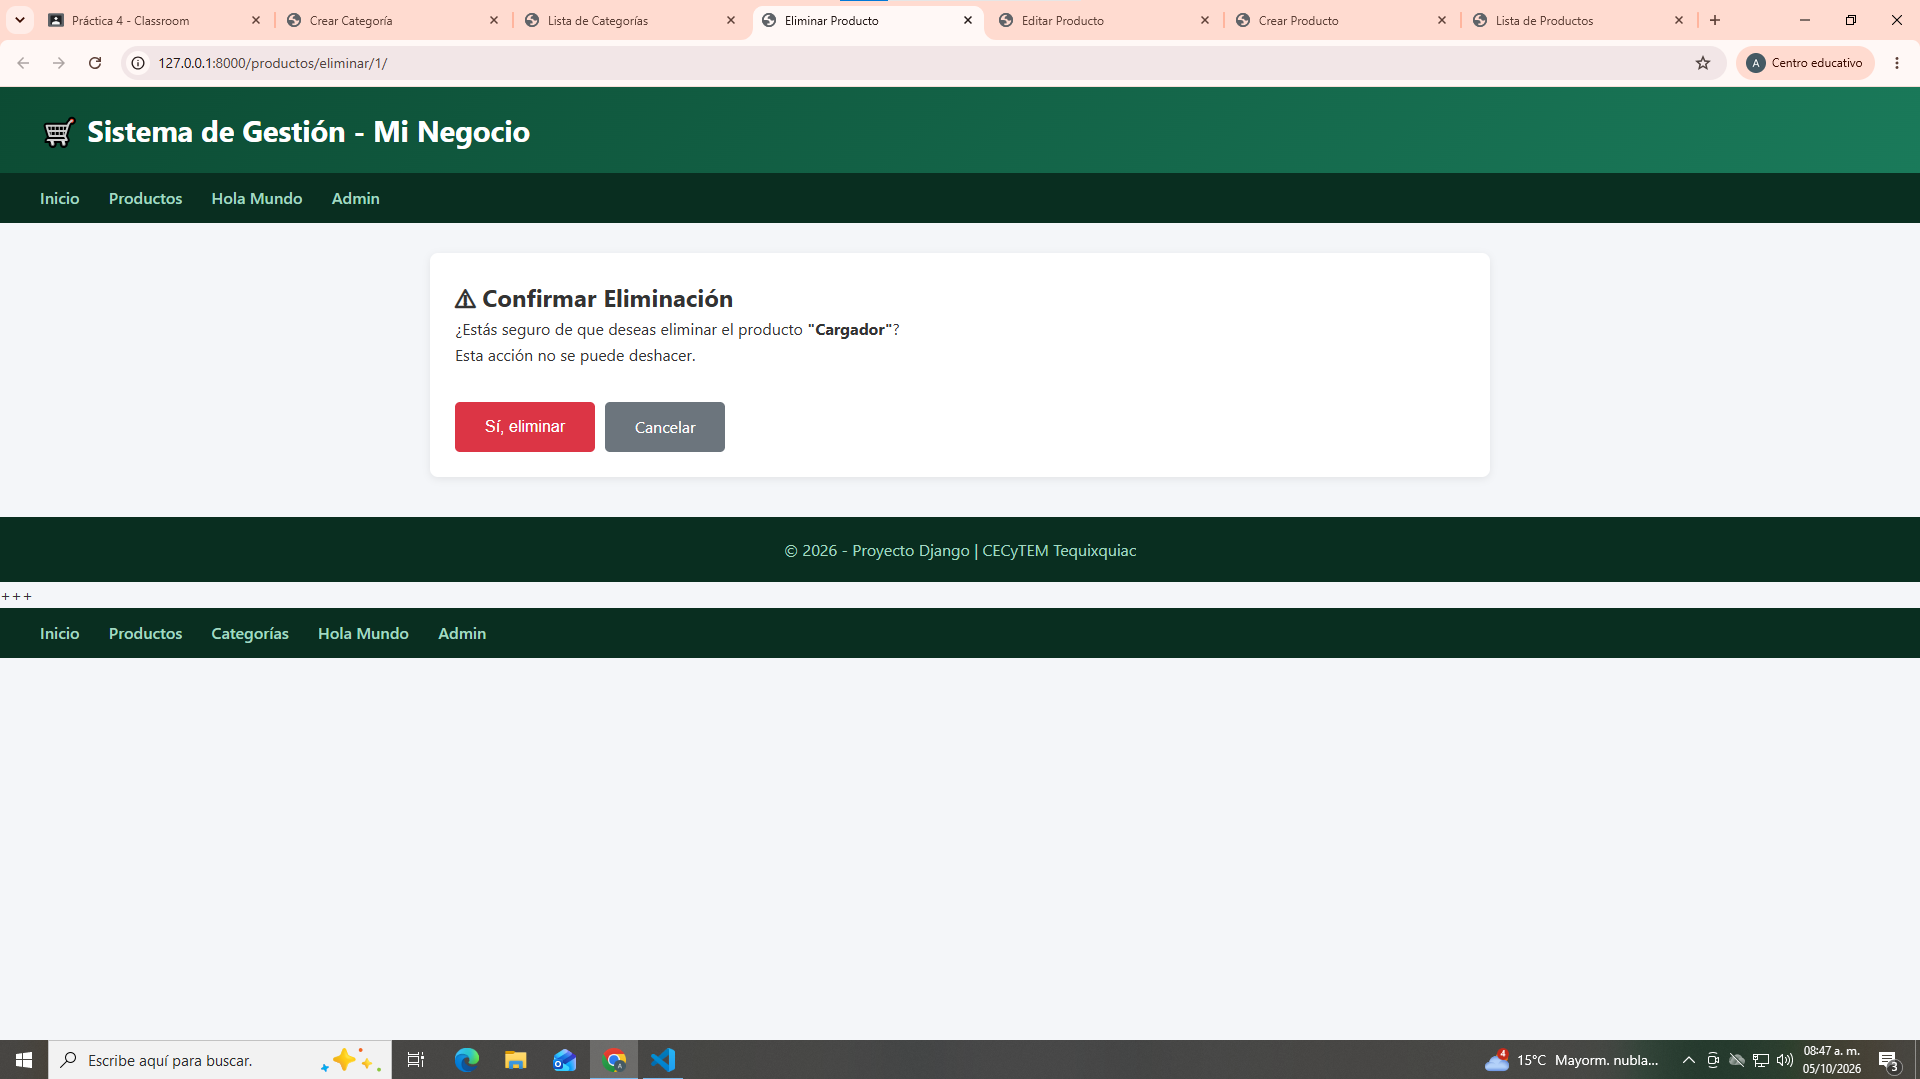 Práctica 4 - Classroom
Crear Categoría
Lista de Categorías
Eliminar Producto
Editar Producto
Crear Producto
Lista de Productos
127.0.0.1:8000/productos/eliminar/1/
A Centro educativo
Sistema de Gestión - Mi Negocio
Inicio Productos Hola Mundo Admin
Confirmar Eliminación
¿Estás seguro de que deseas eliminar el producto "Cargador"?
Esta acción no se puede deshacer.
Sí, eliminar Cancelar
© 2026 - Proyecto Django | CECyTEM Tequixquiac
+++
Inicio Productos Categorías Hola Mundo Admin
Escribe aquí para buscar.
4
15°C Mayorm. nubla...
08:47 a. m.
05/10/2026
3